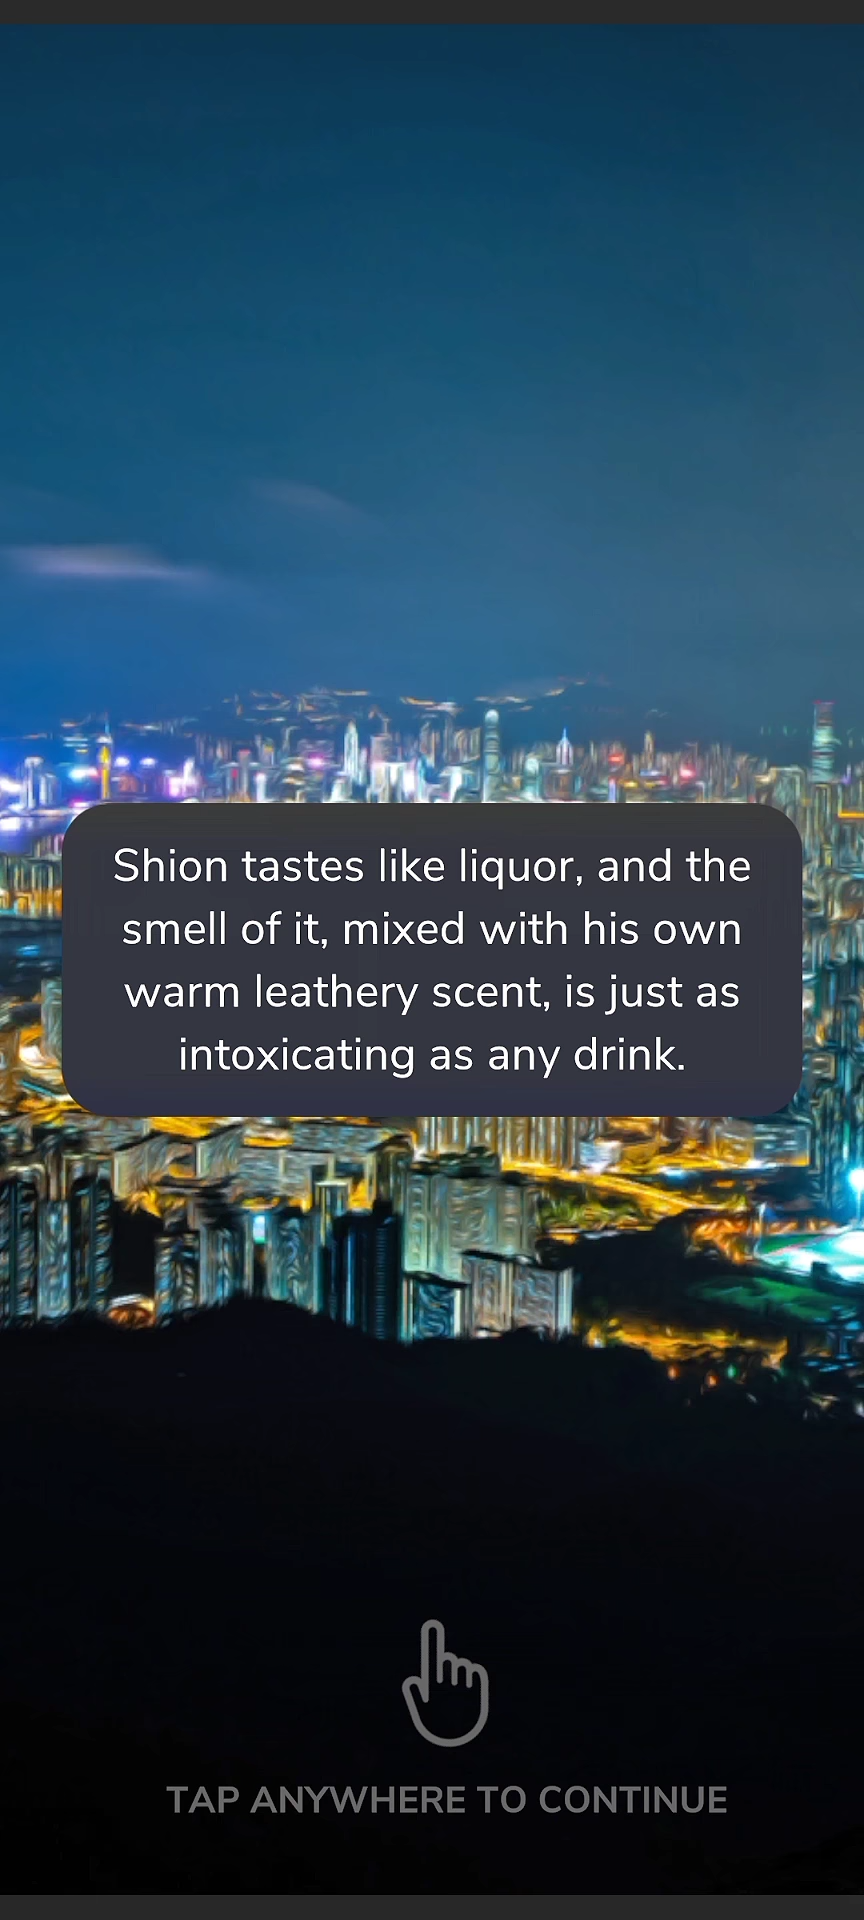 Shion tastes like liquor, and the
smell of it, mixed with his own
warm leathery scent, is just as
intoxicating as any drink.
TAP ANYWHERE TO CONTINUE